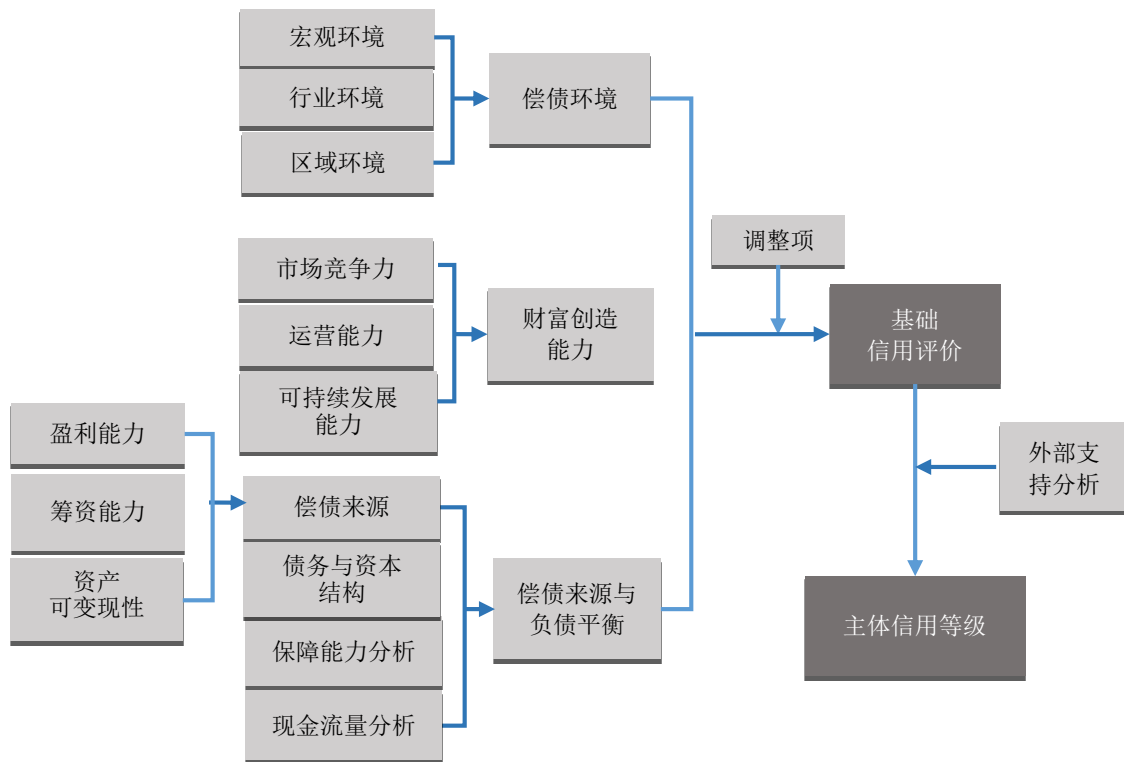 宏观环境
行业环境
区域环境
偿债环境
市场竞争力
运营能力
可持续发展
能力
财富创造
能力
调整项
基础
信用评价
盈利能力
筹资能力
资产
可变现性
偿债来源
债务与资本
结构
保障能力分析
现金流量分析
偿债来源与
负债平衡
外部支
持分析
主体信用等级